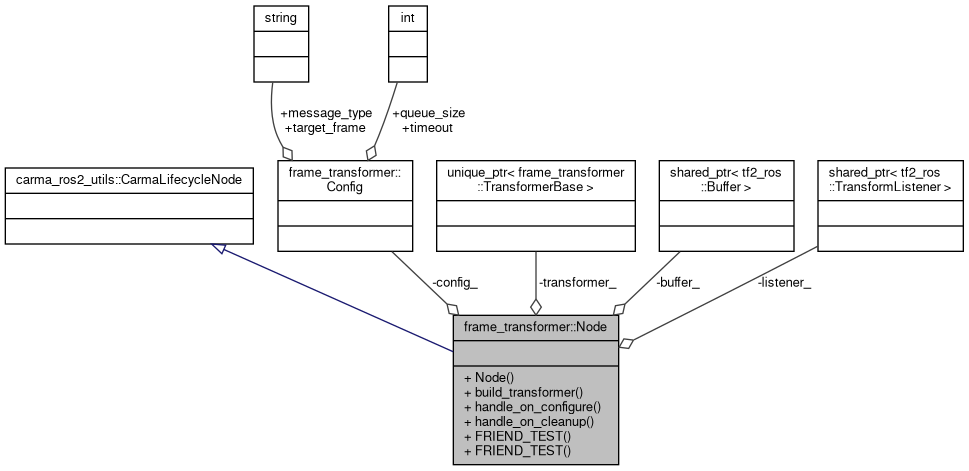 string
int
+message_type
+target_frame
+queue_size
+timeout
carma_ros2_utils::CarmaLifecycleNode
frame_transformer::
Config
unique_ptr< frame_transformer
::TransformerBase >
shared_ptr< tf2_ros
::Buffer >
shared_ptr< tf2_ros
::TransformListener >
-config_
-transformer_
-buffer_
-listener_
frame_transformer::Node
+ Node()
+ build_transformer()
+ handle_on_configure()
+ handle_on_cleanup()
+ FRIEND_TEST()
+ FRIEND_TEST()